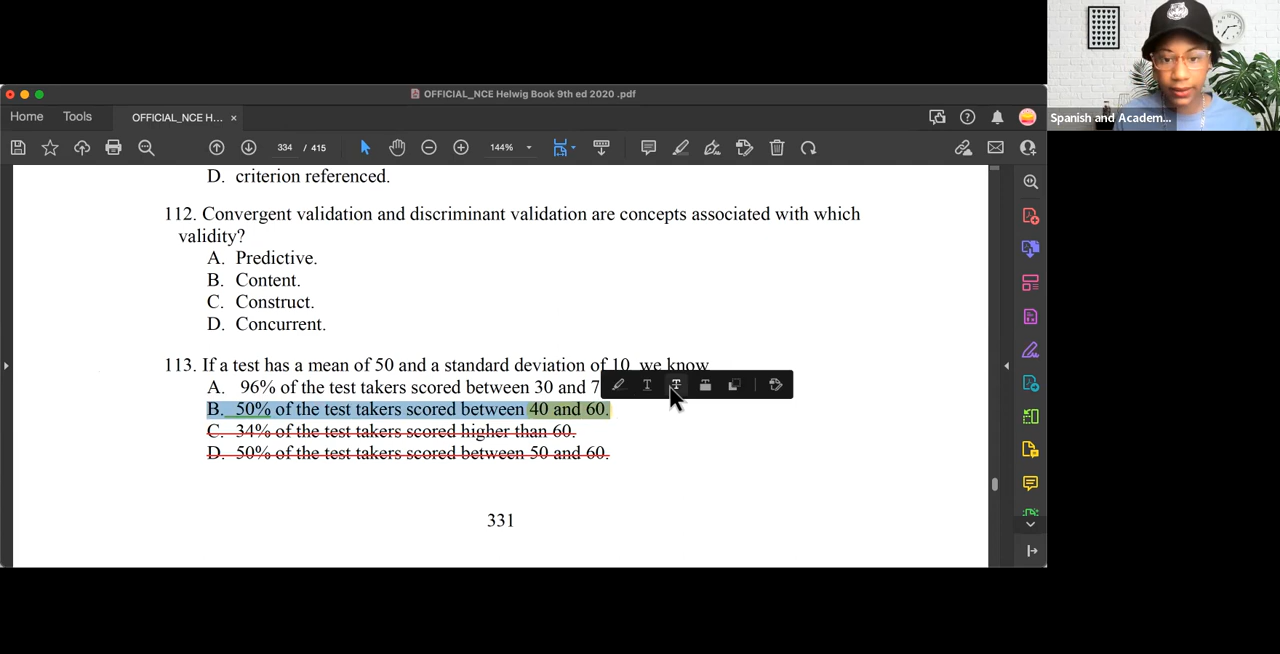 OFFICIAL_NCE Helwig Book 9th ed 2020 .pdf
Home Tools OFFICIAL_NCE H... ×
334 / 415 144%
Spanish and Academ...
D. criterion referenced.
112. Convergent validation and discriminant validation are concepts associated with which
validity?
A. Predictive.
B. Content.
C. Construct.
D. Concurrent.
113. If a test has a mean of 50 and a standard deviation of 10 we know
A. 96% of the test takers scored between 30 and 7
B. 50% of the test takers scored between 40 and 60.
C. 34% of the test takers scored higher than 60.
D. 50% of the test takers scored between 50 and 60.
331